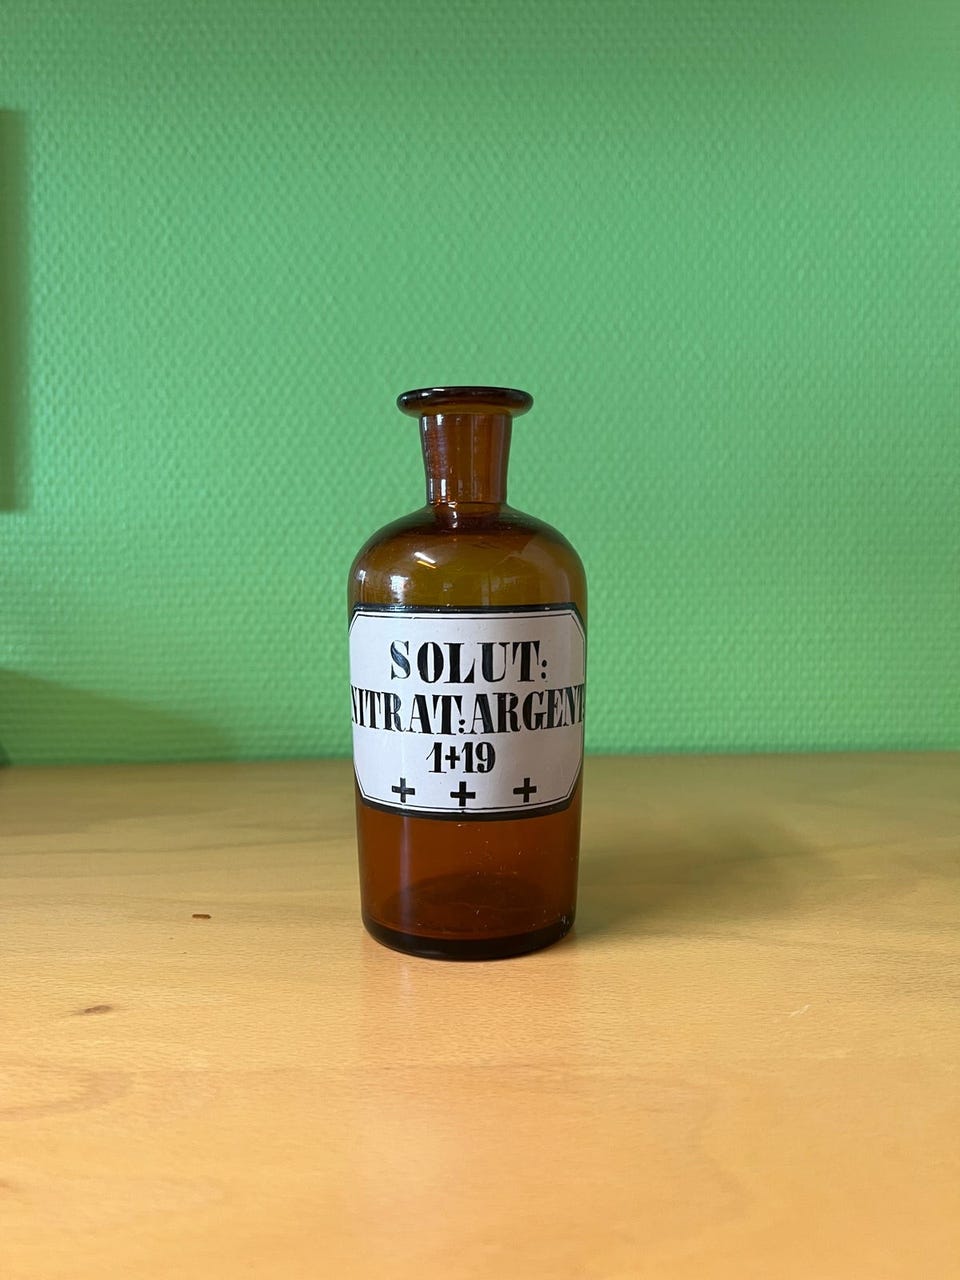 SOLUT:
NITRAT:ARGENT:
1+19
+ + +